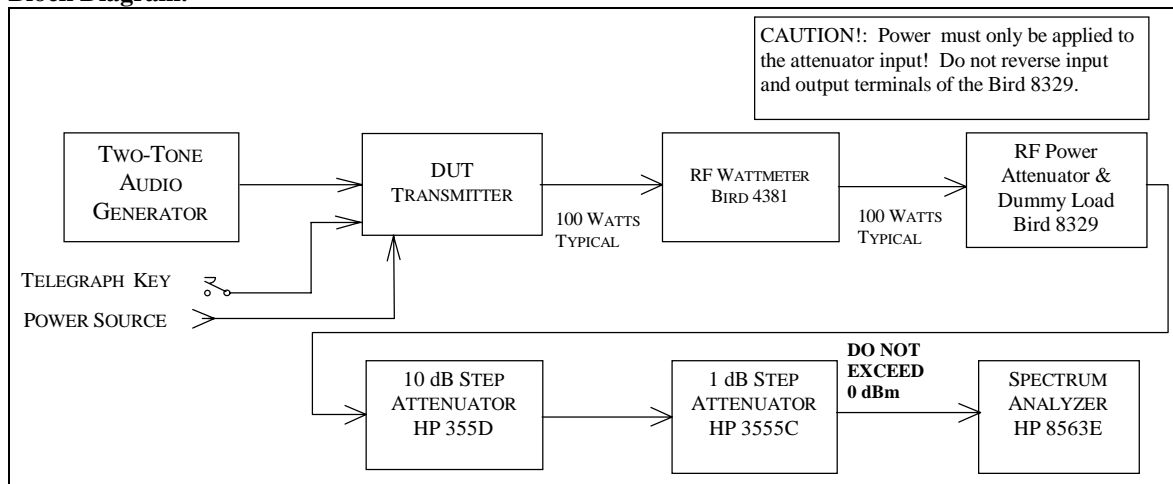 CAUTION!: Power must only be applied to
the attenuator input! Do not reverse input
and output terminals of the Bird 8329.
TWO-TONE
AUDIO
GENERATOR
DUT
TRANSMITTER
RF WATTMETER
BIRD 4381
RF Power
Attenuator &
Dummy Load
Bird 8329
100 WATTS
TYPICAL
100 WATTS
TYPICAL
TELEGRAPH KEY
POWER SOURCE
10 dB STEP
ATTENUATOR
HP 355D
1 dB STEP
ATTENUATOR
HP 3555C
DO NOT
EXCEED
0 dBm
SPECTRUM
ANALYZER
HP 8563E